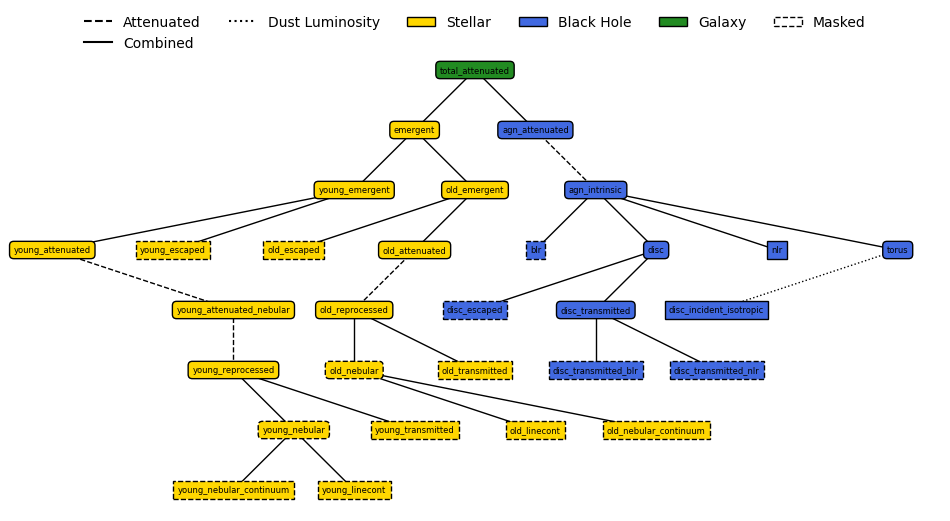 Attenuated Dust Luminosity Stellar Black Hole Galaxy Masked
Combined
total_attenuated
emergent agn_attenuated
young_emergent old_emergent agn_intrinsic
young_attenuated young_escaped old_escaped old_attenuated blr disc nlr torus
young_attenuated_nebular old_reprocessed disc_escaped disc_transmitted disc_incident_isotropic
young_reprocessed old_nebular old_transmitted disc_transmitted_blr disc_transmitted_nlr
young_nebular young_transmitted old_linecont old_nebular_continuum
young_nebular_continuum young_linecont